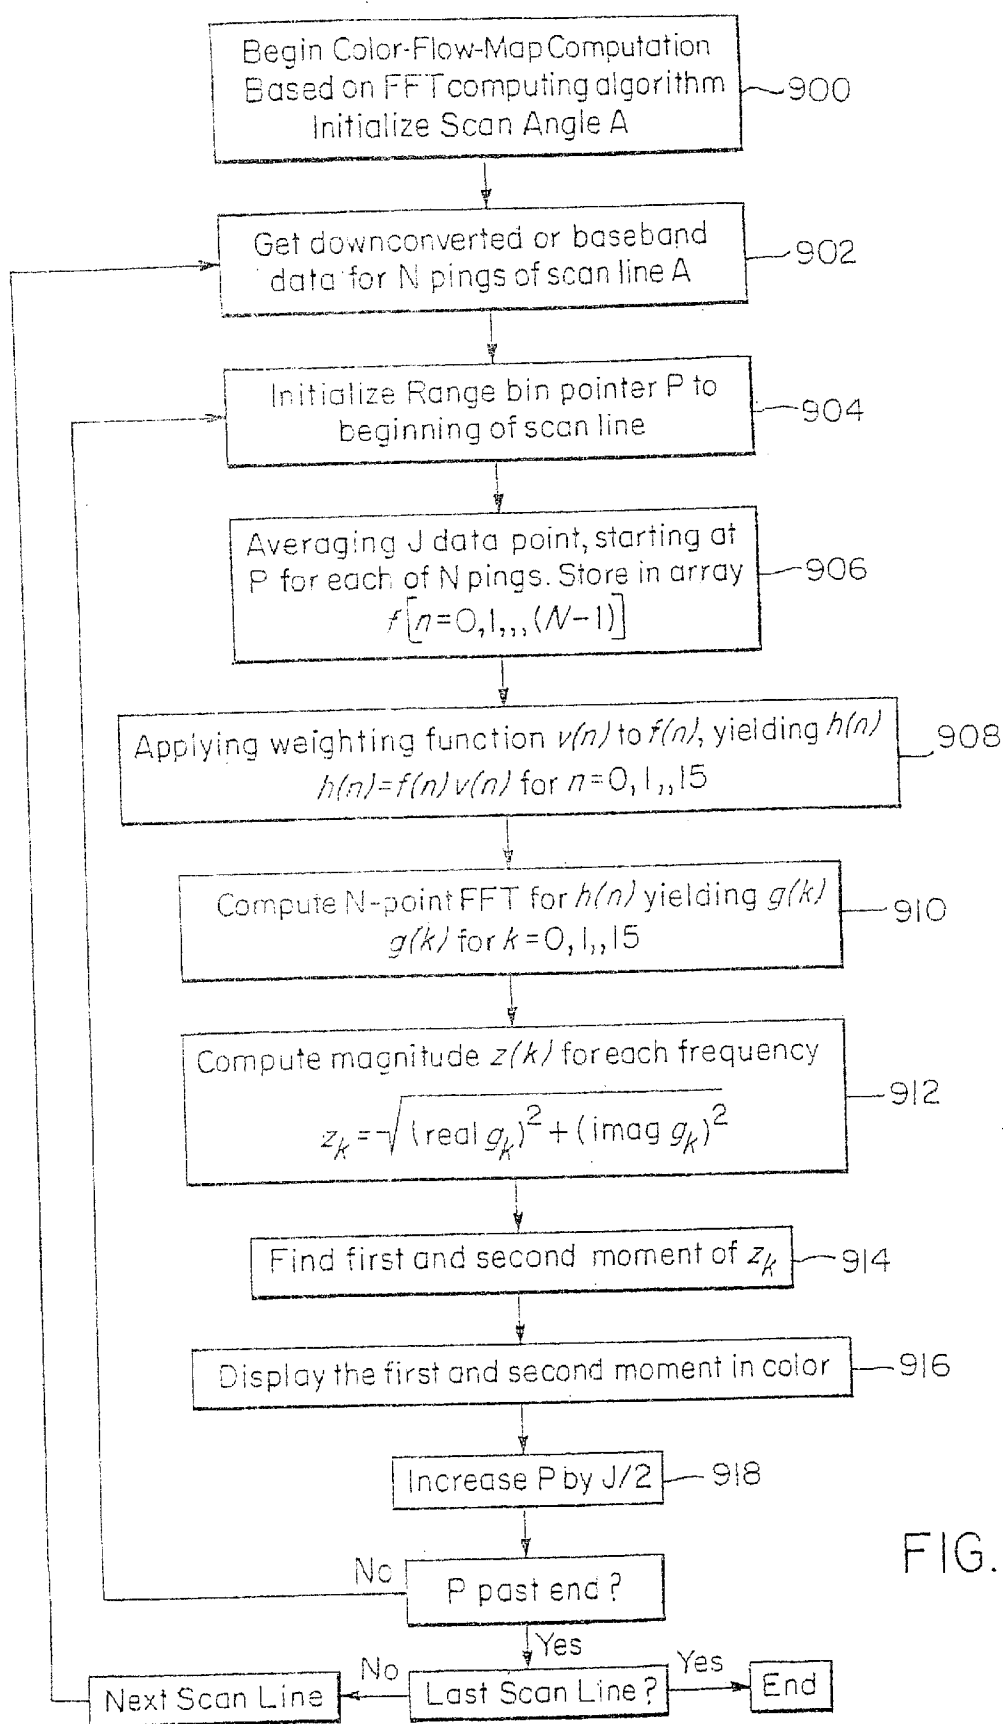 Begin Color-Flow-Map Computation
Based on FFT computing algorithm
Initialize Scan Angle A
900
Get downconverted or baseband
data for N pings of scan line A
902
Initialize Range bin pointer P to
beginning of scan line
904
Averaging J data point, starting at
P for each of N pings. Store in array
f[n=0,1,,,(N-1)]
906
Applying weighting function v(n) to f(n), yielding h(n)
h(n)=f(n)v(n) for n=0,1,,15
908
Compute N-point FFT for h(n) yielding g(k)
g(k) for k=0,1,,15
910
Compute magnitude z(k) for each frequency
z_k=√((real g_k)²+(imag g_k)²)
912
Find first and second moment of z_k
914
Display the first and second moment in color
916
Increase P by J/2
918
No
P past end?
FIG.
Yes
Next Scan Line
No
Last Scan Line?
Yes
End